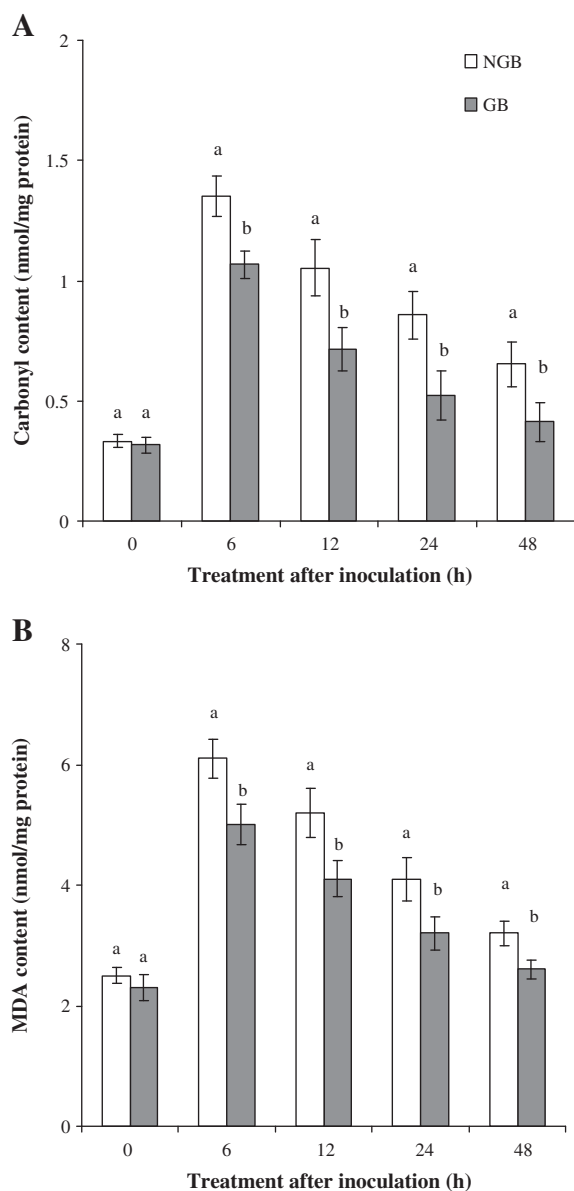 A
2
NGB
GB
1.5
1
0.5
0
a
a
a
b
a
b
a
b
a
b
Carbonyl content (nmol/mg protein)
0 6 12 24 48
Treatment after inoculation (h)
B
8
6
4
2
0
a
a
a
b
a
b
a
b
a
b
MDA content (nmol/mg protein)
0 6 12 24 48
Treatment after inoculation (h)